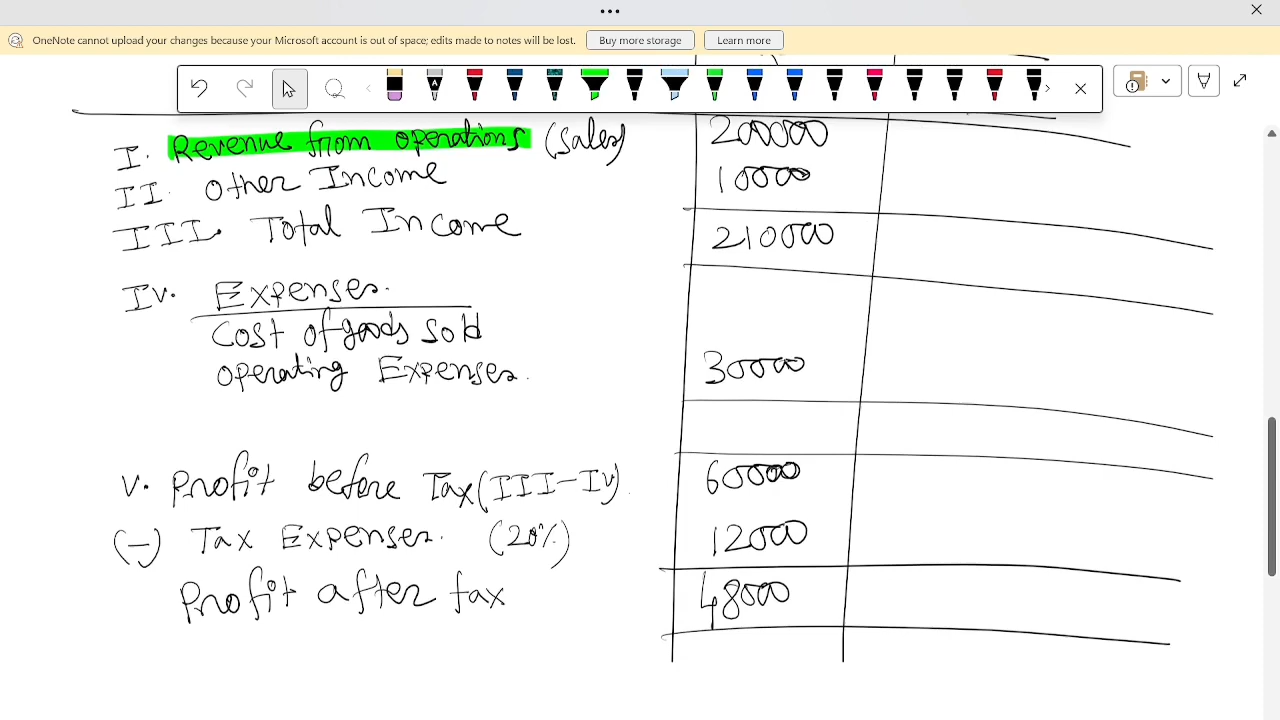 OneNote cannot upload your changes because your Microsoft account is out of space; edits made to notes will be lost. Buy more storage Learn more
I. Revenue from operations (sales) 200000
II. Other Income 10000
III. Total Income 210000
IV. Expenses.
Cost of goods sold
operating Expenses. 30000
V. Profit before Tax (III-IV). 60000
(-) Tax Expenses. (20%) 12000
Profit after tax 48000